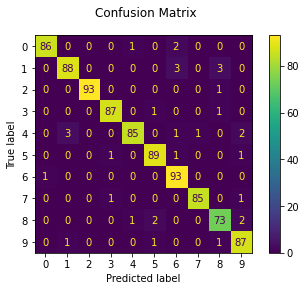 Confusion Matrix
0 86 0 0 0 1 0 2 0 0 0
1 0 88 0 0 0 0 3 0 3 0
2 0 0 93 0 0 0 0 0 1 0
3 0 0 0 87 0 1 0 0 1 0
4 0 3 0 0 85 0 1 1 0 2
5 0 0 0 1 0 89 1 0 0 1
6 1 0 0 0 0 0 93 0 0 0
7 0 0 0 1 0 0 0 85 0 1
8 0 0 0 0 1 2 0 0 73 2
9 0 1 0 0 0 1 0 0 1 87
0 1 2 3 4 5 6 7 8 9
Predicted label
True label
80
60
40
20
0